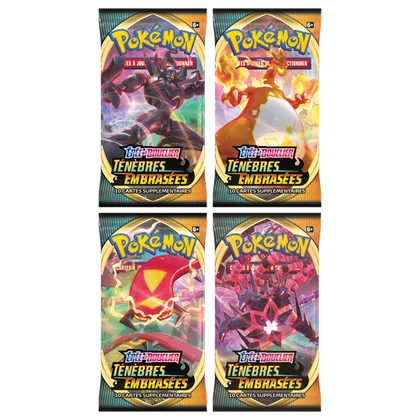 6+
POKÉMON
ÉPÉE ET BOUCLIER
TÉNÈBRES
EMBRASÉES
10 CARTES SUPPLÉMENTAIRES
6+
POKÉMON
ÉPÉE ET BOUCLIER
TÉNÈBRES
EMBRASÉES
10 CARTES SUPPLÉMENTAIRES
6+
POKÉMON
ÉPÉE ET BOUCLIER
TÉNÈBRES
EMBRASÉES
10 CARTES SUPPLÉMENTAIRES
6+
POKÉMON
ÉPÉE ET BOUCLIER
TÉNÈBRES
EMBRASÉES
10 CARTES SUPPLÉMENTAIRES